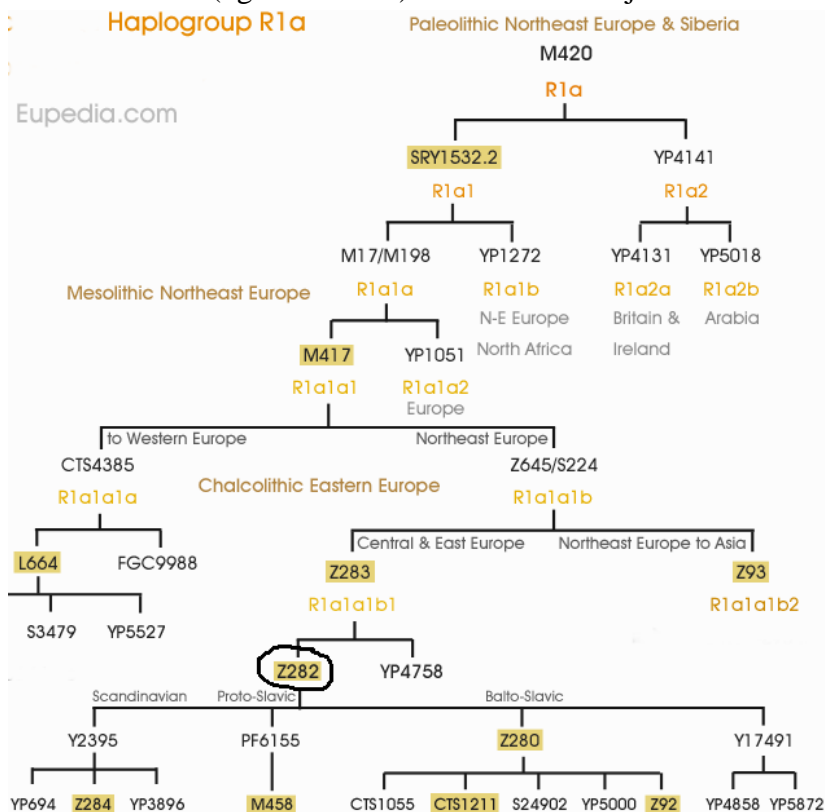 Haplogroup R1a
Paleolithic Northeast Europe & Siberia
M420
R1a
Eupedia.com
SRY1532.2 YP4141
R1a1 R1a2
M17/M198 YP1272 YP4131 YP5018
Mesolithic Northeast Europe R1a1a R1a1b R1a2a R1a2b
N-E Europe Britain & Arabia
M417 YP1051 North Africa Ireland
R1a1a1 R1a1a2
Europe
to Western Europe Northeast Europe
CTS4385 Z645/S224
R1a1a1a Chalcolithic Eastern Europe R1a1a1b
Central & East Europe Northeast Europe to Asia
L664 FGC9988 Z283 Z93
R1a1a1b1 R1a1a1b2
S3479 YP5527
Z282 YP4758
Scandinavian Proto-Slavic Balto-Slavic
Y2395 PF6155 Z280 Y17491
YP694 Z284 YP3896 M458 CTS1055 CTS1211 S24902 YP5000 Z92 YP4858 YP5872